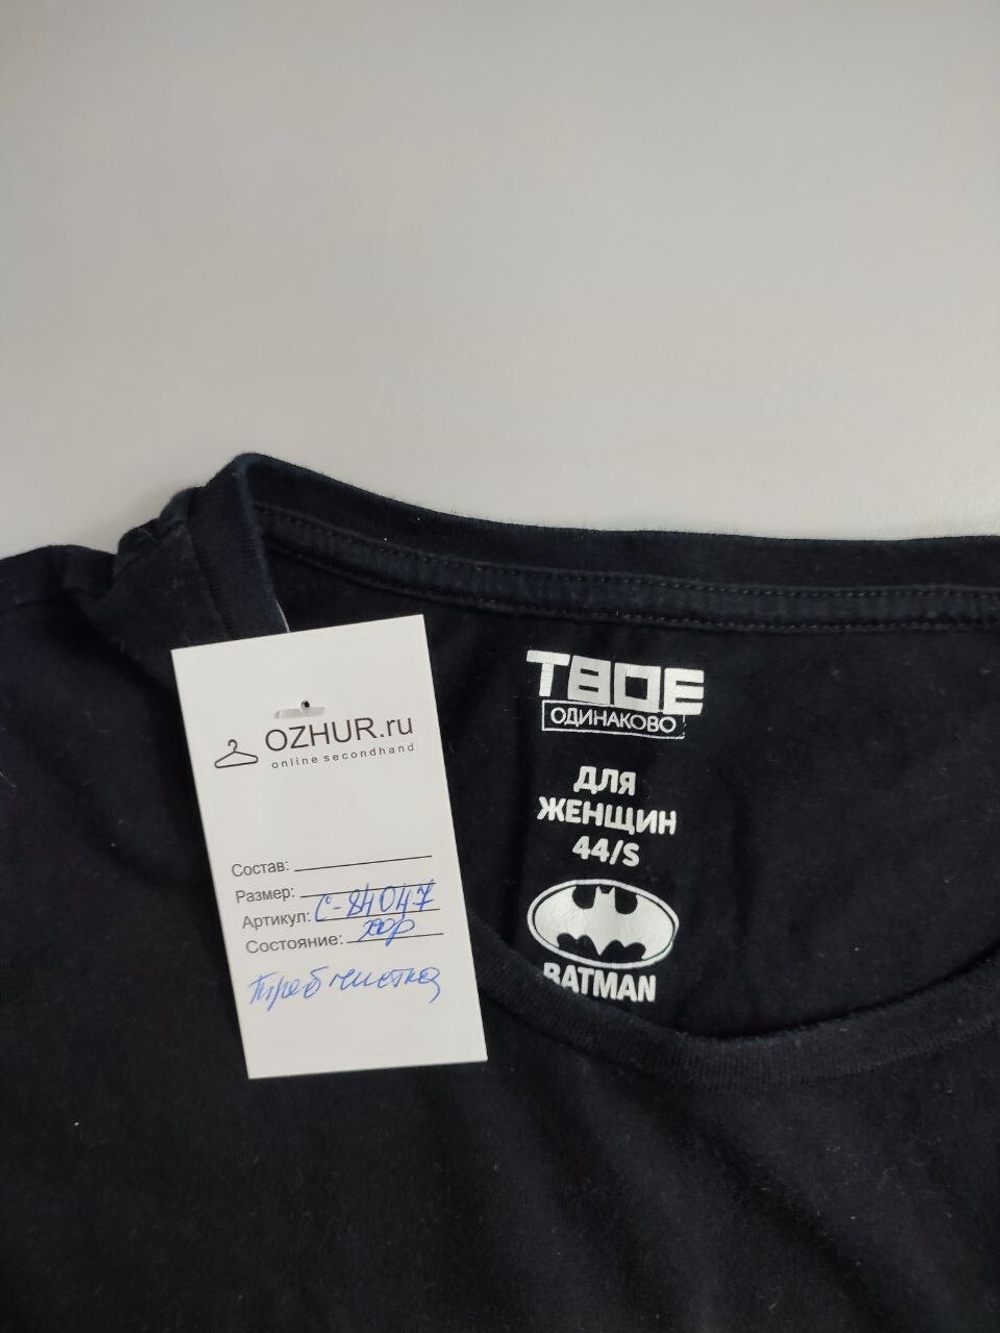 OZHUR.ru
online secondhand
Состав:
Размер:
Артикул: С-84047
Состояние: хор
Треб чистка
ТВОЕ
ОДИНАКОВО
ДЛЯ
ЖЕНЩИН
44/S
BATMAN